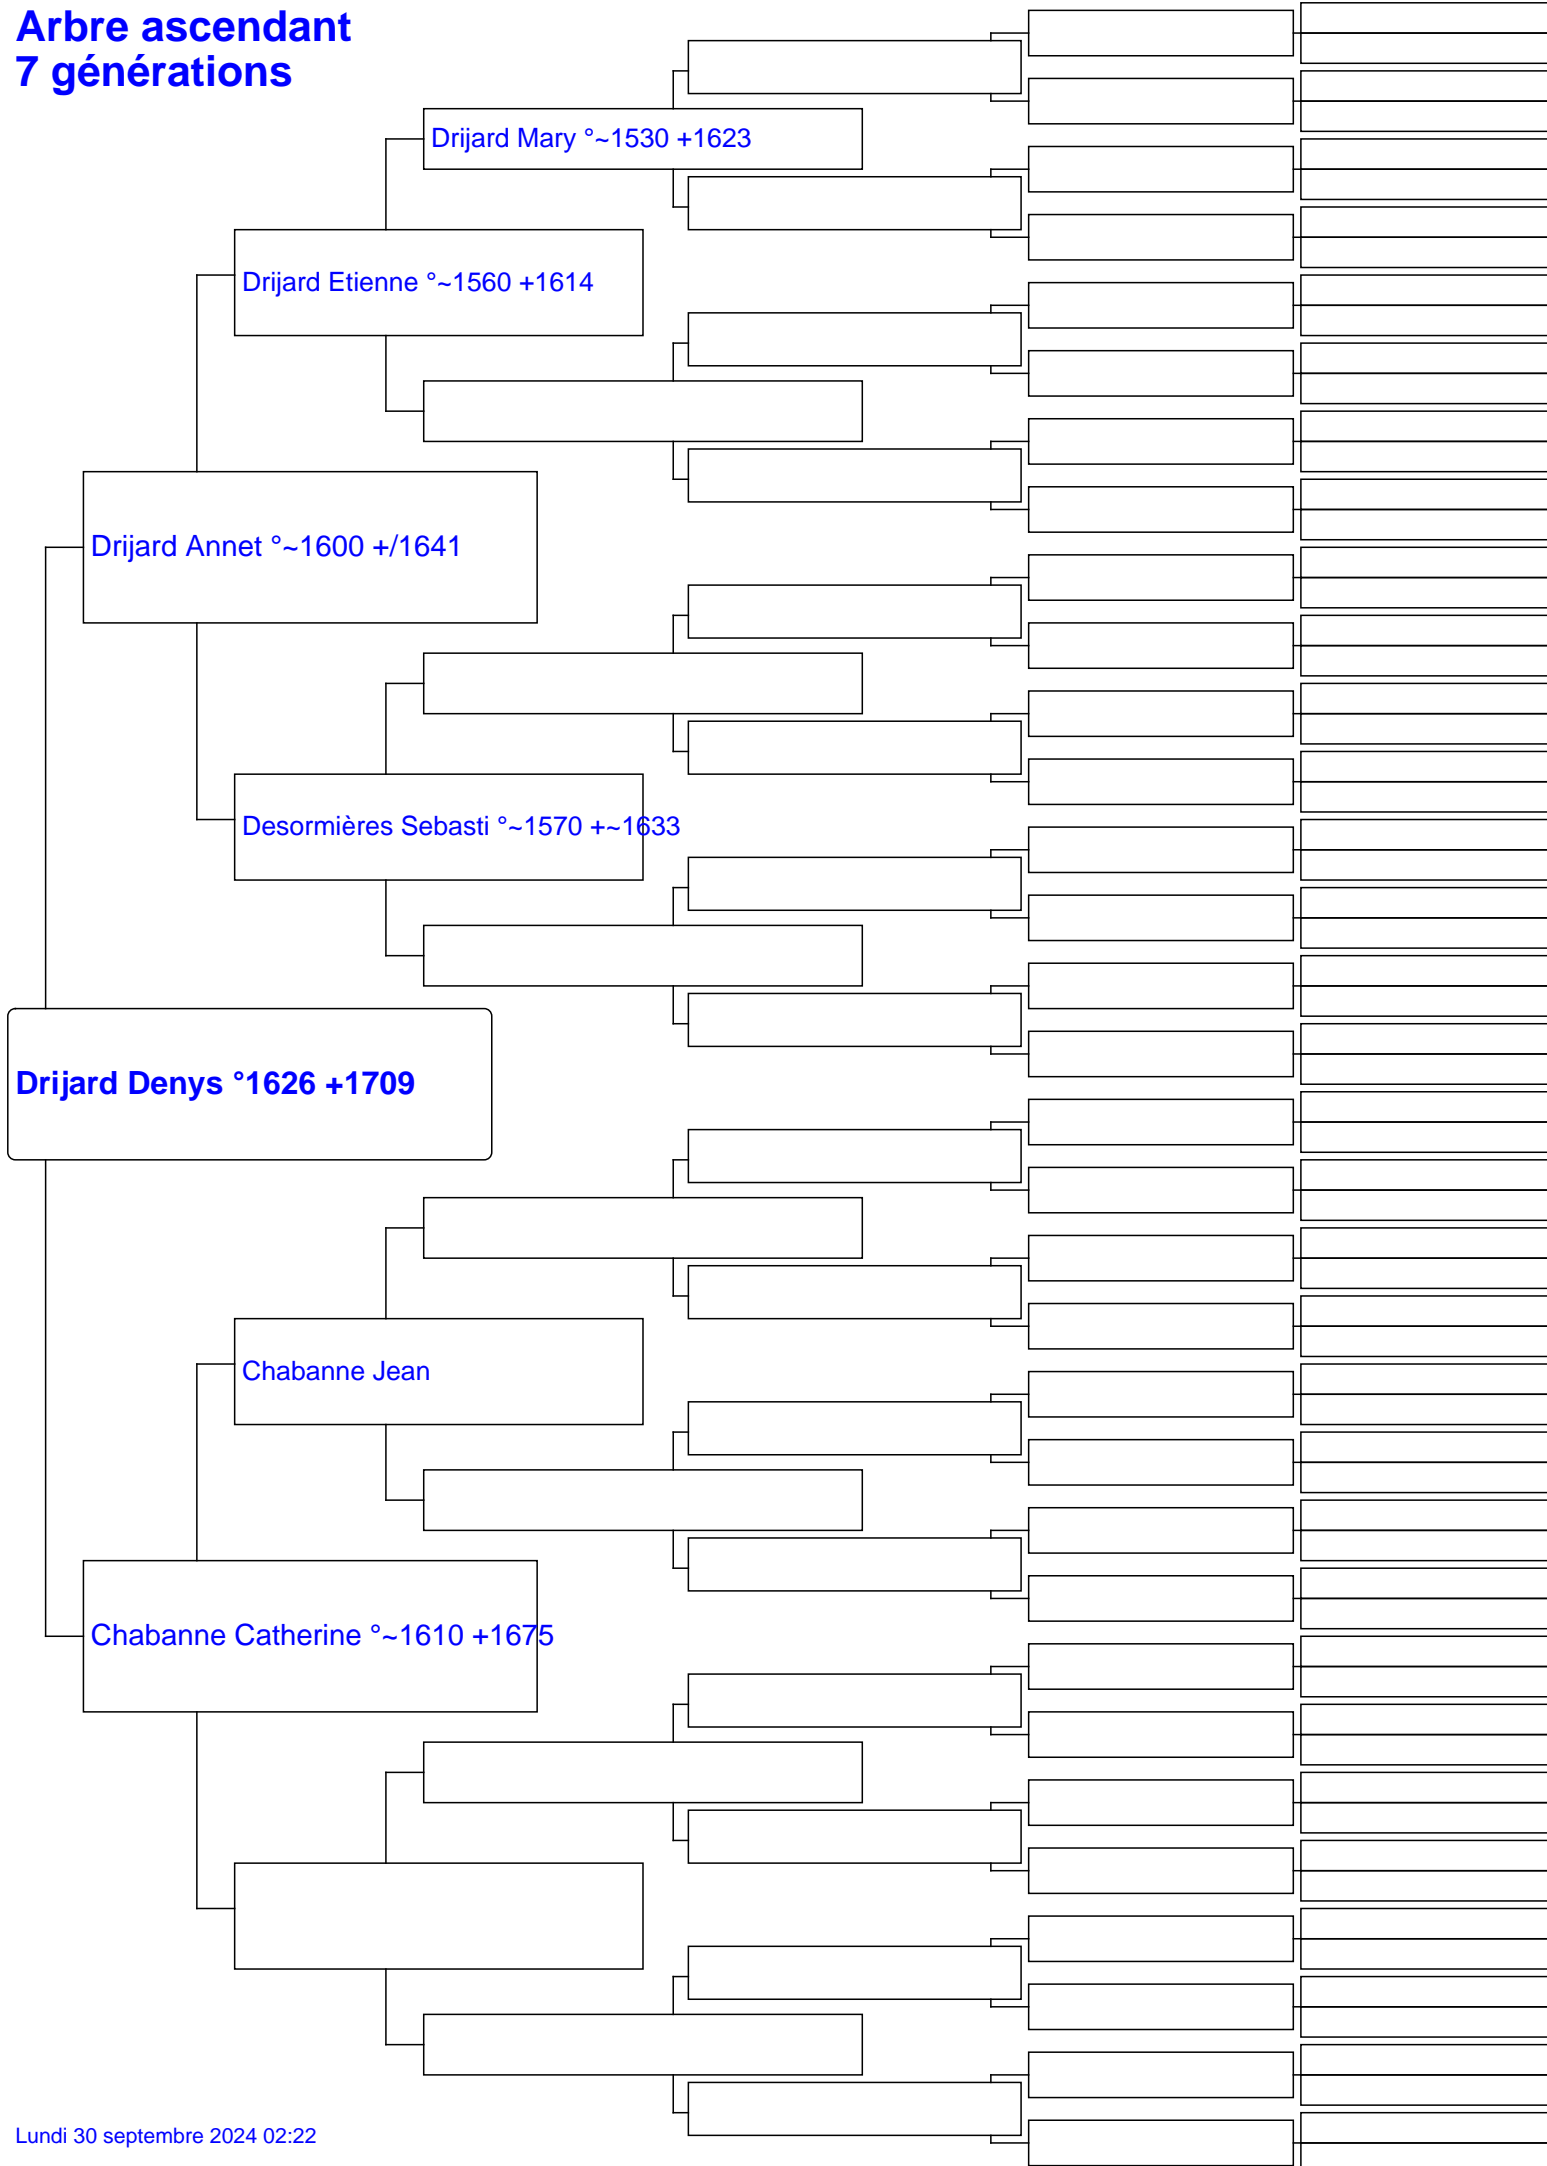 Arbre ascendant
7 générations
Drijard Mary °~1530 +1623
Drijard Etienne °~1560 +1614
Drijard Annet °~1600 +/1641
Desormières Sebasti °~1570 +~1633
Drijard Denys °1626 +1709
Chabanne Jean
Chabanne Catherine °~1610 +1675
Lundi 30 septembre 2024 02:22